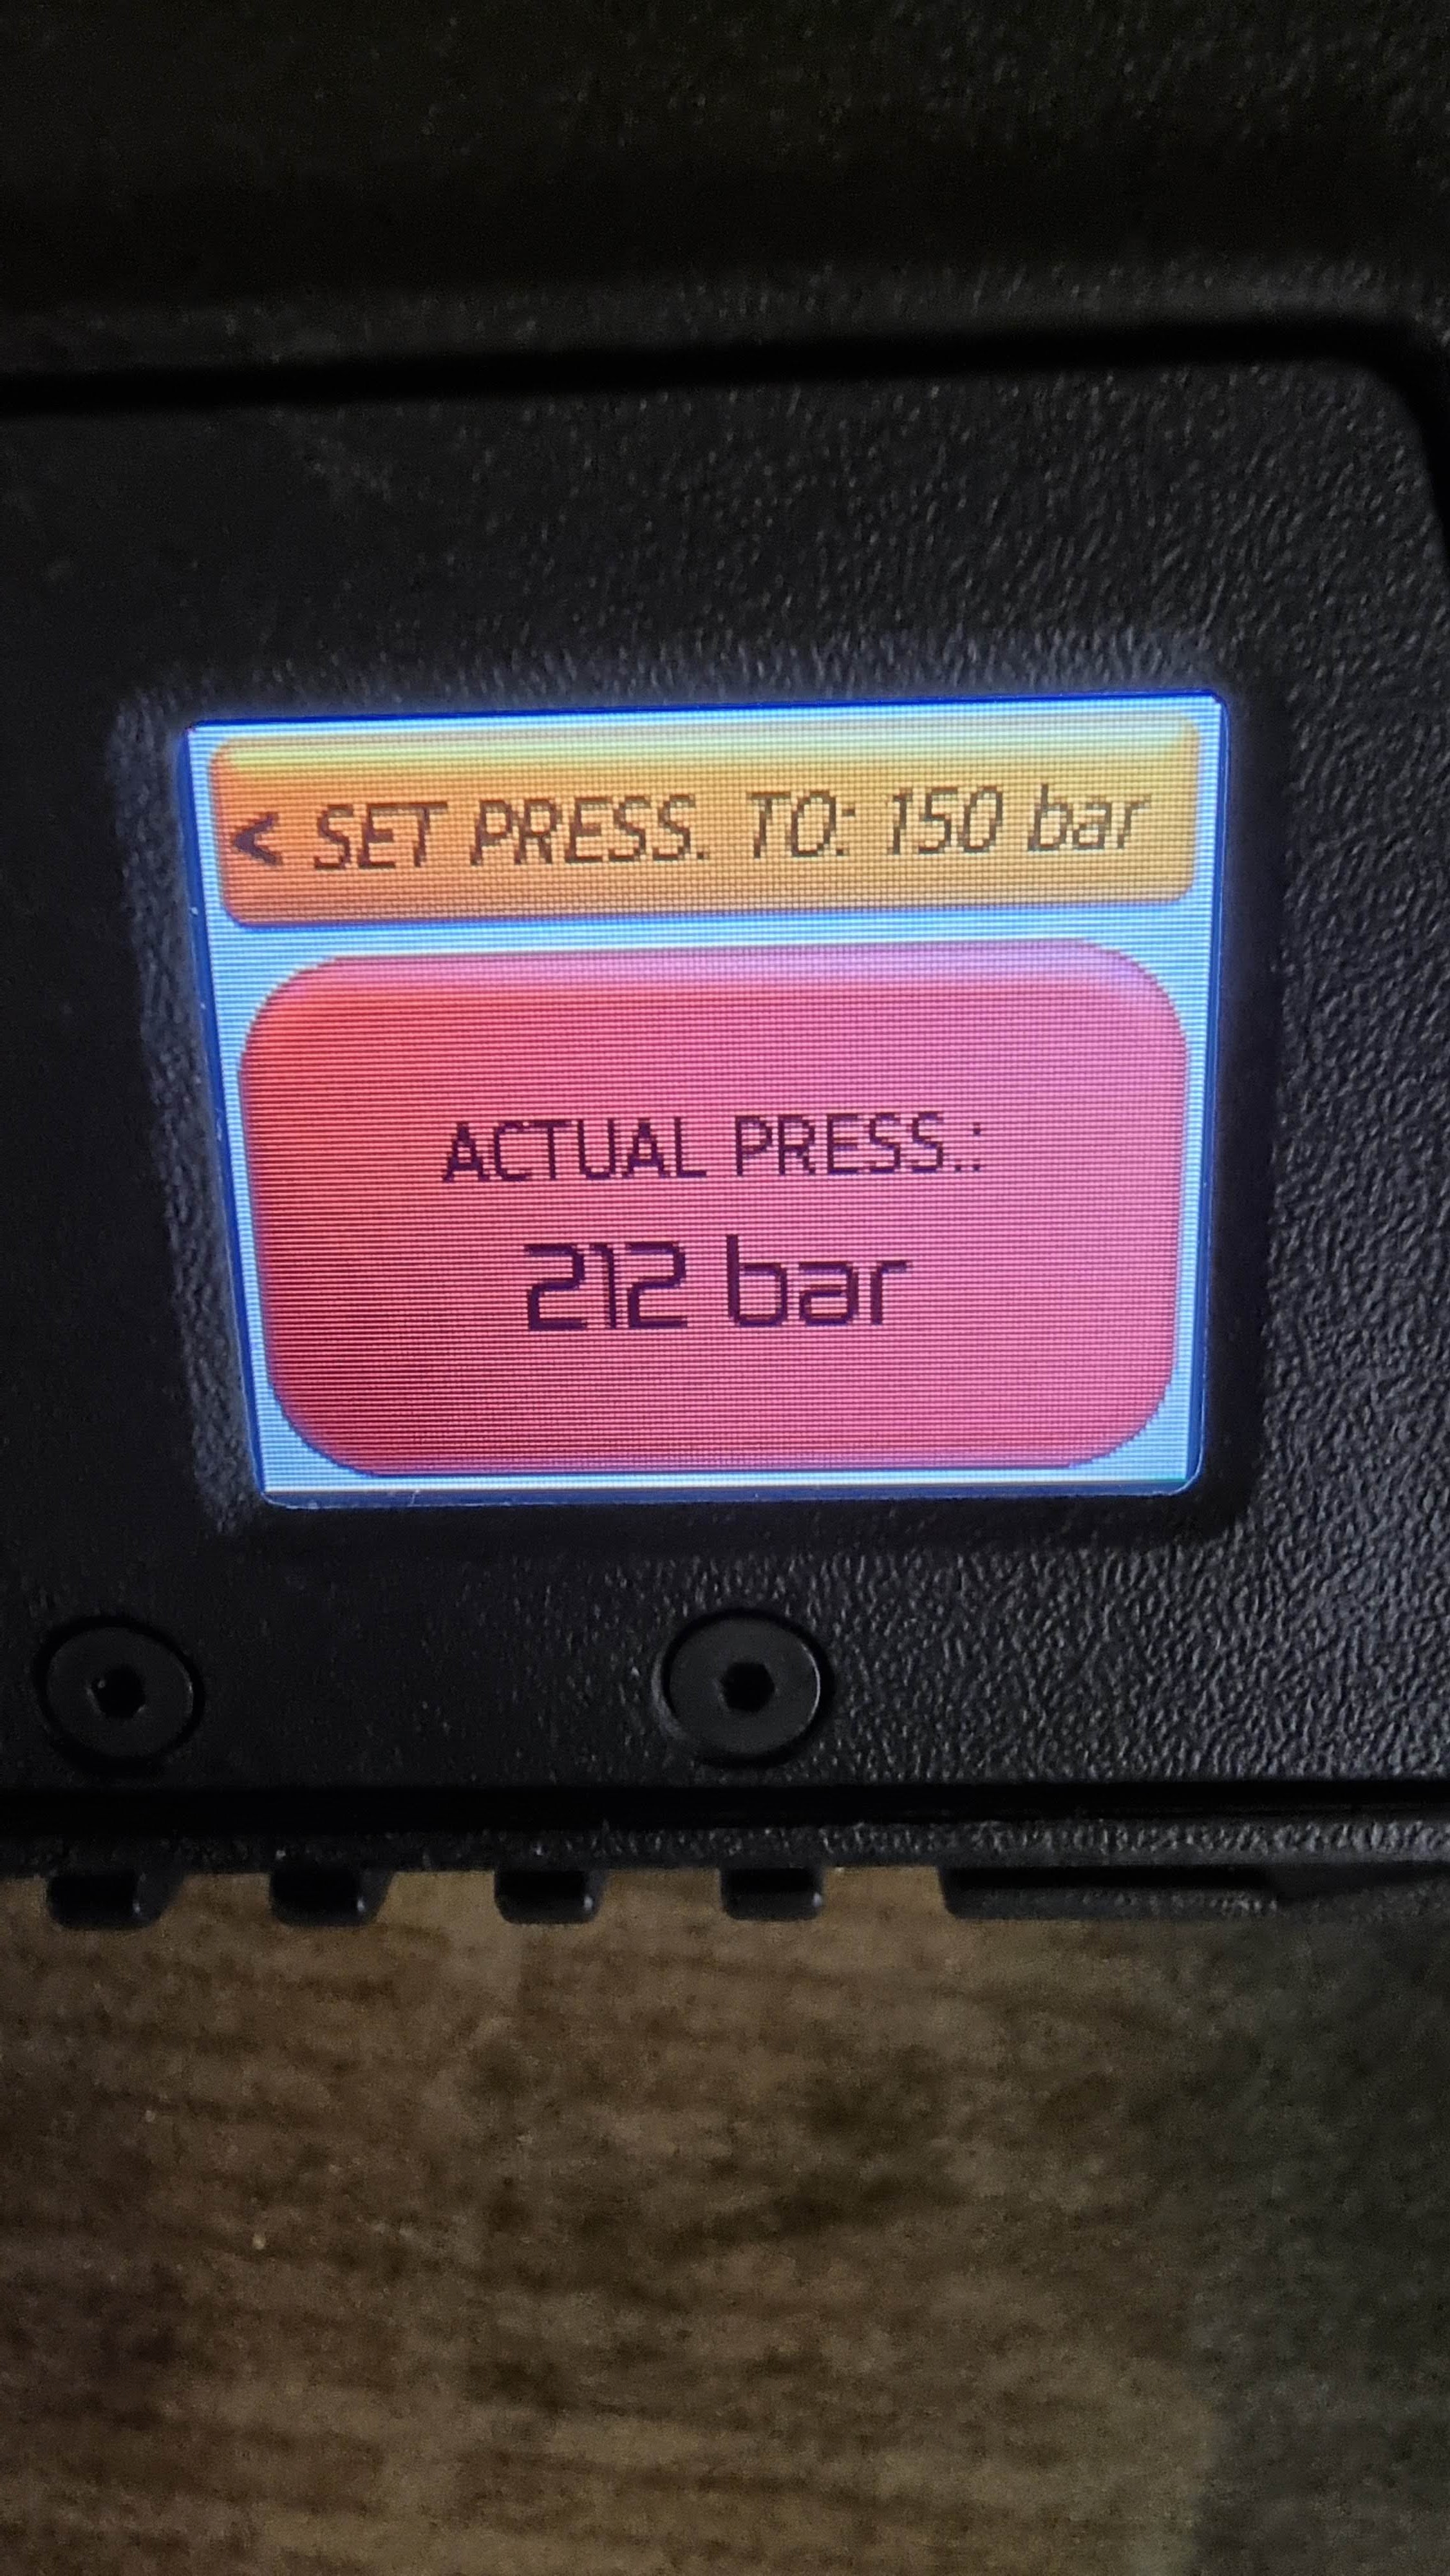 < SET PRESS. TO: 150 bar
ACTUAL PRESS.:
212 bar